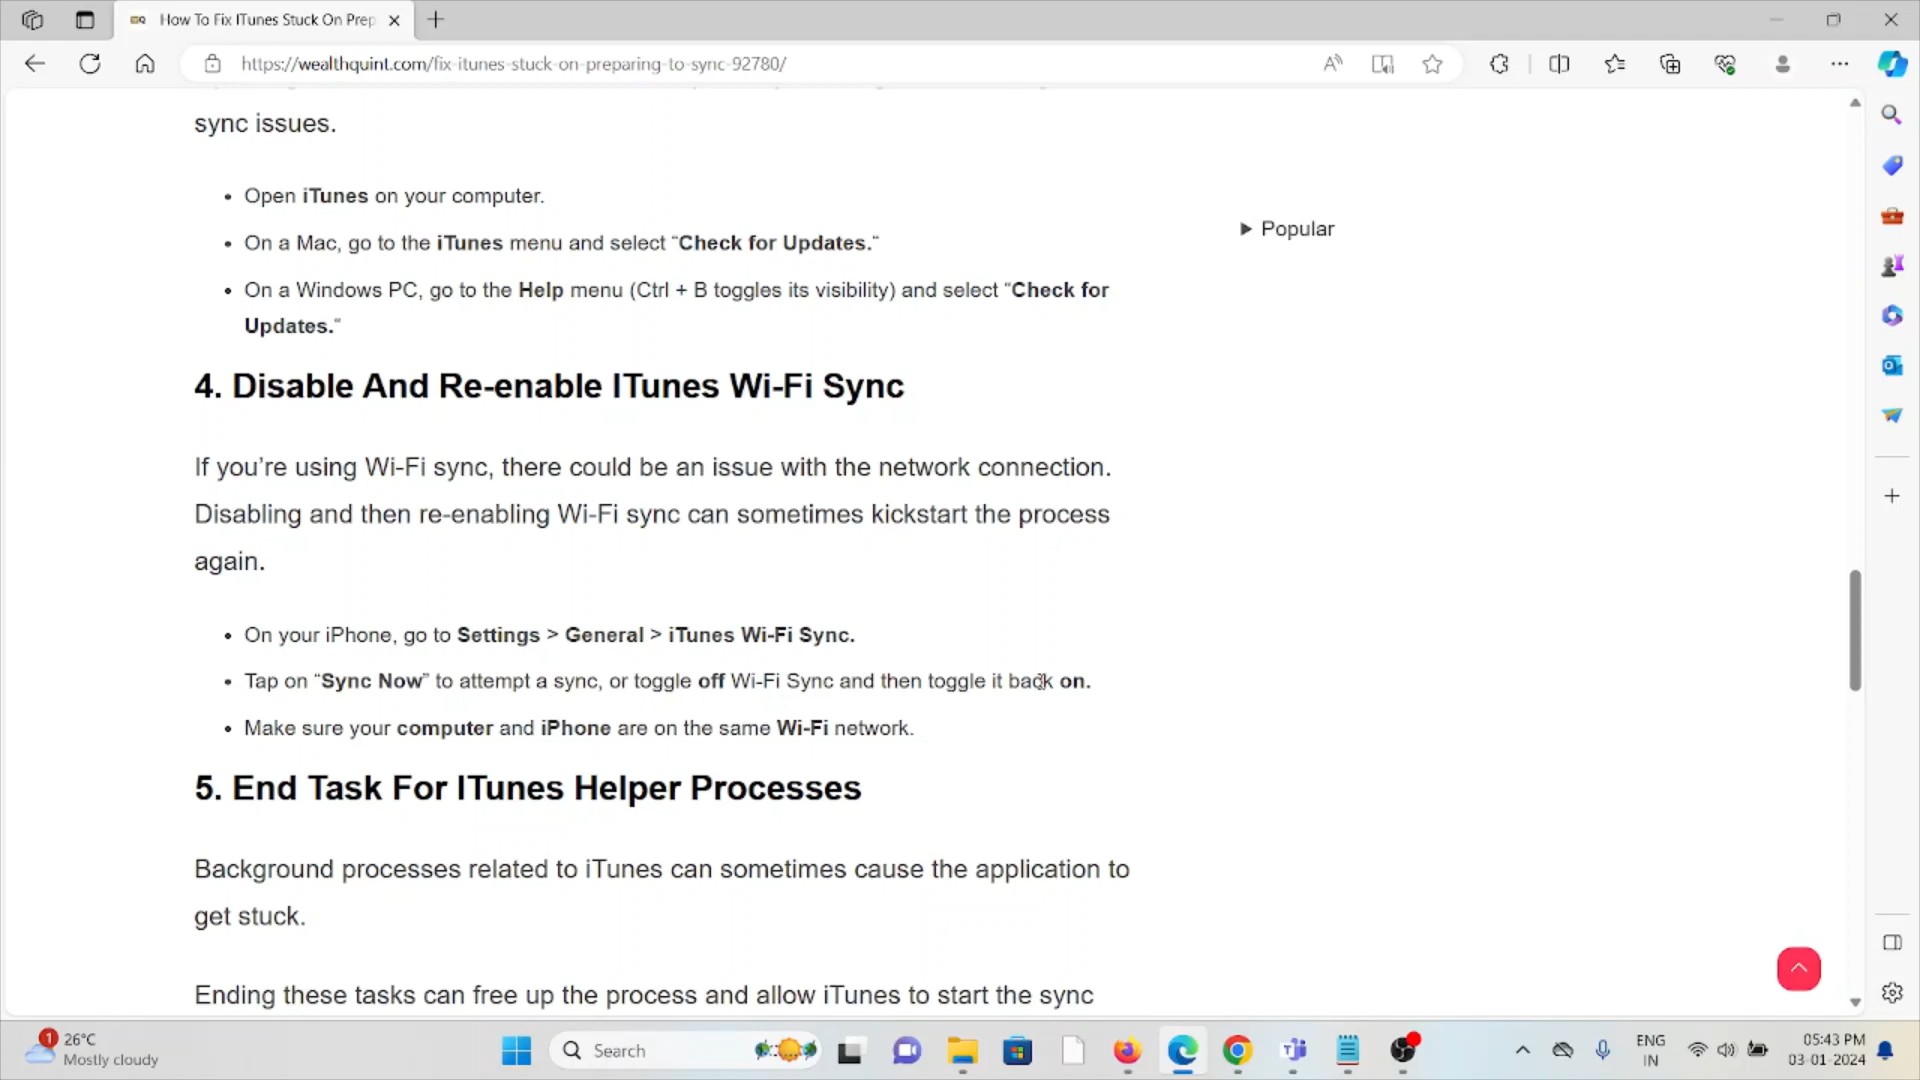 How To Fix ITunes Stuck On Prep
https://wealthquint.com/fix-itunes-stuck-on-preparing-to-sync-92780/
sync issues.
• Open iTunes on your computer.
• On a Mac, go to the iTunes menu and select “Check for Updates.“
• On a Windows PC, go to the Help menu (Ctrl + B toggles its visibility) and select “Check for
Updates.“
▶ Popular
4. Disable And Re-enable ITunes Wi-Fi Sync
If you’re using Wi-Fi sync, there could be an issue with the network connection.
Disabling and then re-enabling Wi-Fi sync can sometimes kickstart the process
again.
• On your iPhone, go to Settings > General > iTunes Wi-Fi Sync.
• Tap on “Sync Now” to attempt a sync, or toggle off Wi-Fi Sync and then toggle it back on.
• Make sure your computer and iPhone are on the same Wi-Fi network.
5. End Task For ITunes Helper Processes
Background processes related to iTunes can sometimes cause the application to
get stuck.
Ending these tasks can free up the process and allow iTunes to start the sync
1
26°C
Mostly cloudy
Search
ENG
IN
05:43 PM
03-01-2024